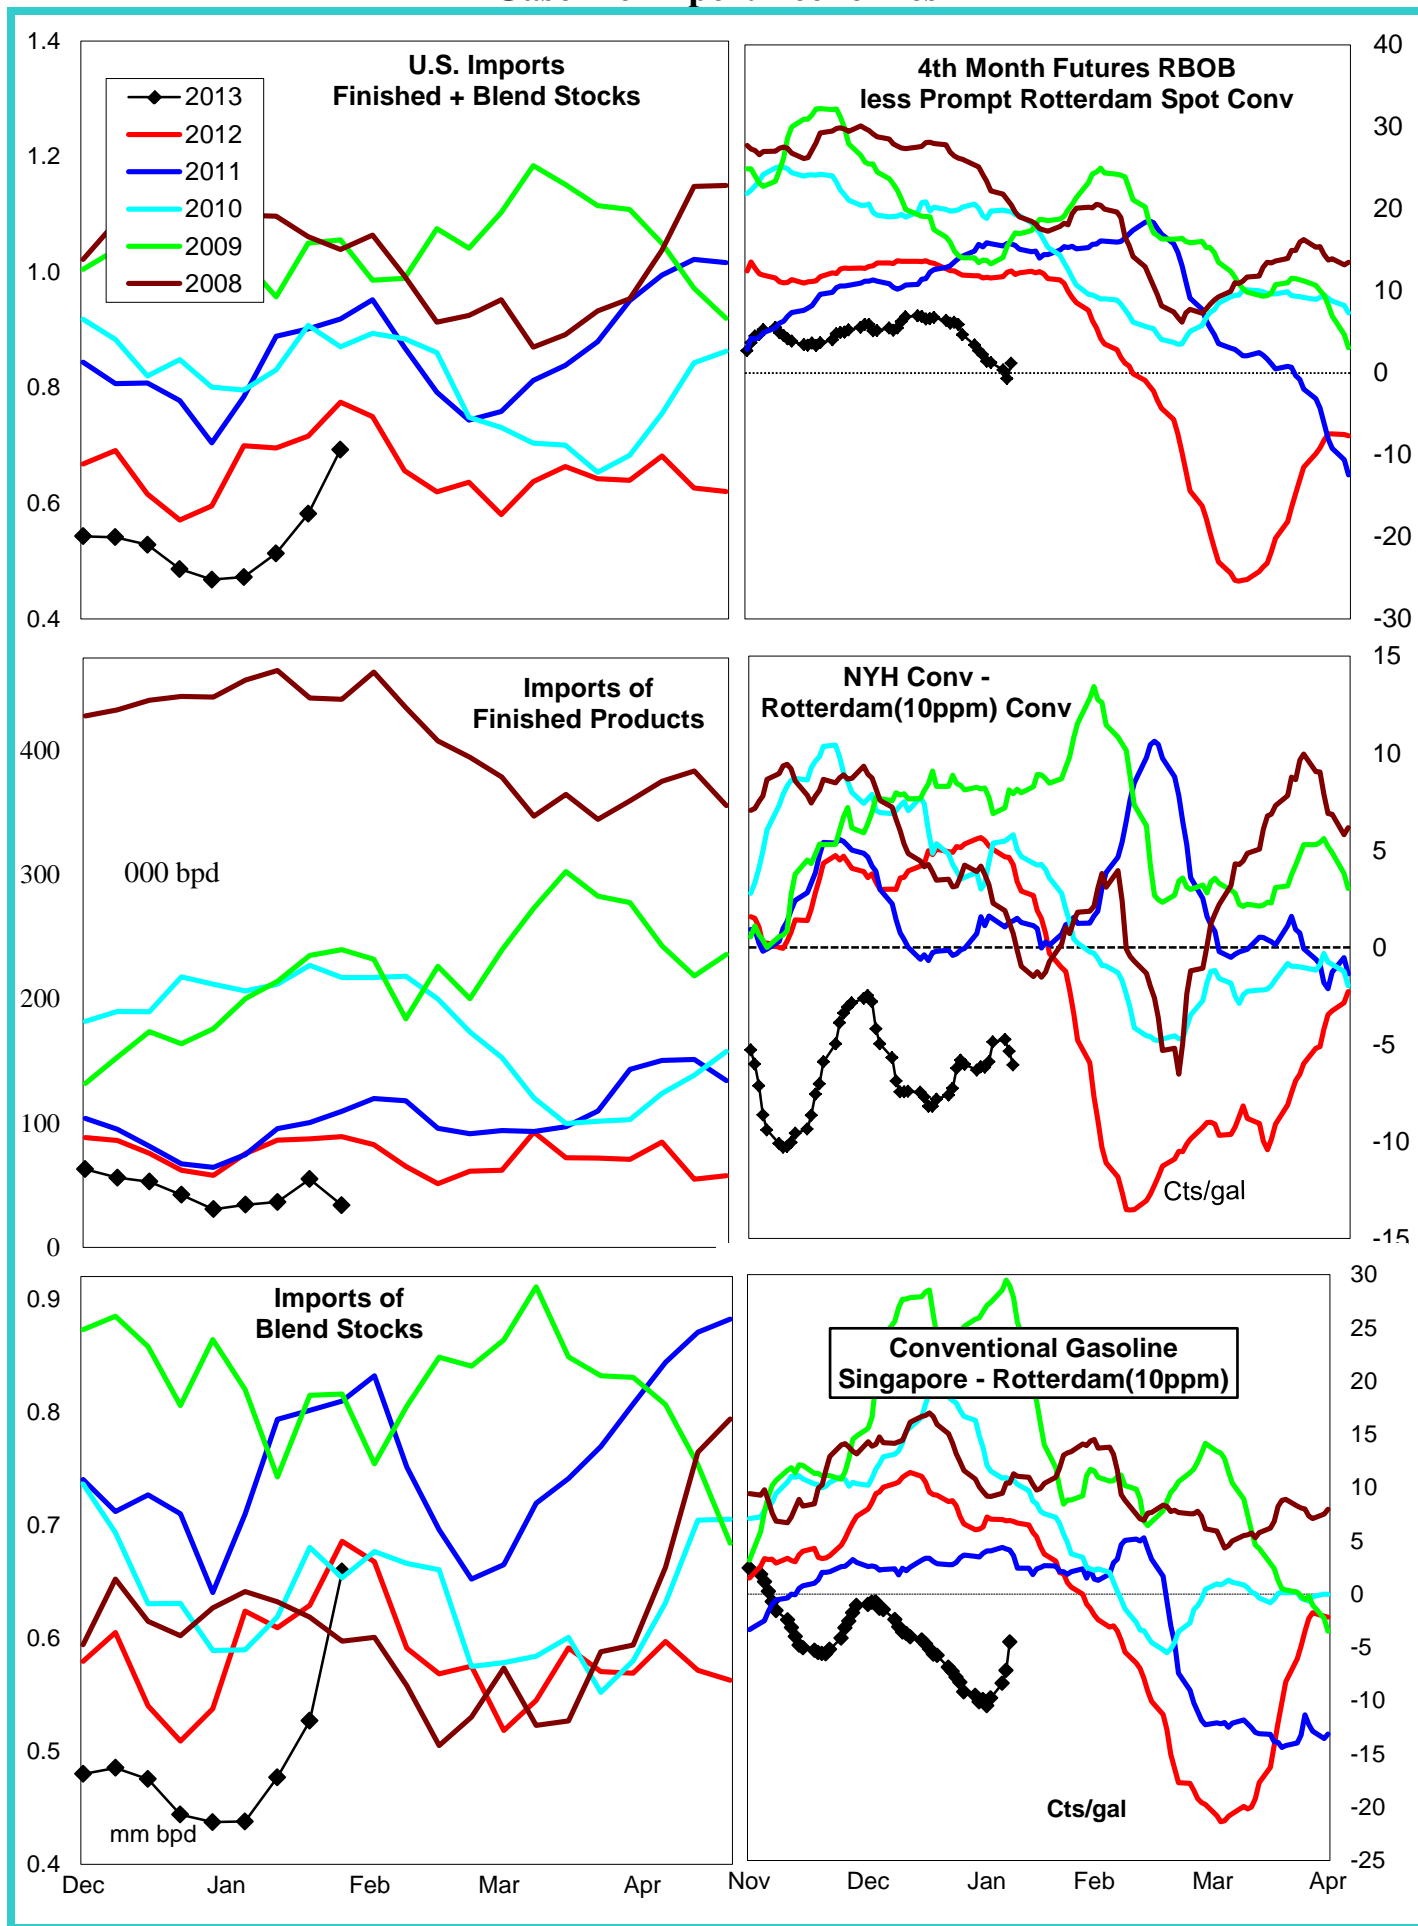 U.S. Imports
Finished + Blend Stocks
1.4
1.2
1.0
0.8
0.6
0.4
2013
2012
2011
2010
2009
2008
4th Month Futures RBOB
less Prompt Rotterdam Spot Conv
40
30
20
10
0
-10
-20
-30
Imports of
Finished Products
000 bpd
400
300
200
100
0
NYH Conv -
Rotterdam(10ppm) Conv
15
10
5
0
-5
-10
-15
Cts/gal
Imports of
Blend Stocks
0.9
0.8
0.7
0.6
0.5
0.4
mm bpd
Dec Jan Feb Mar Apr
Conventional Gasoline
Singapore - Rotterdam(10ppm)
30
25
20
15
10
5
0
-5
-10
-15
-20
-25
Cts/gal
Nov Dec Jan Feb Mar Apr